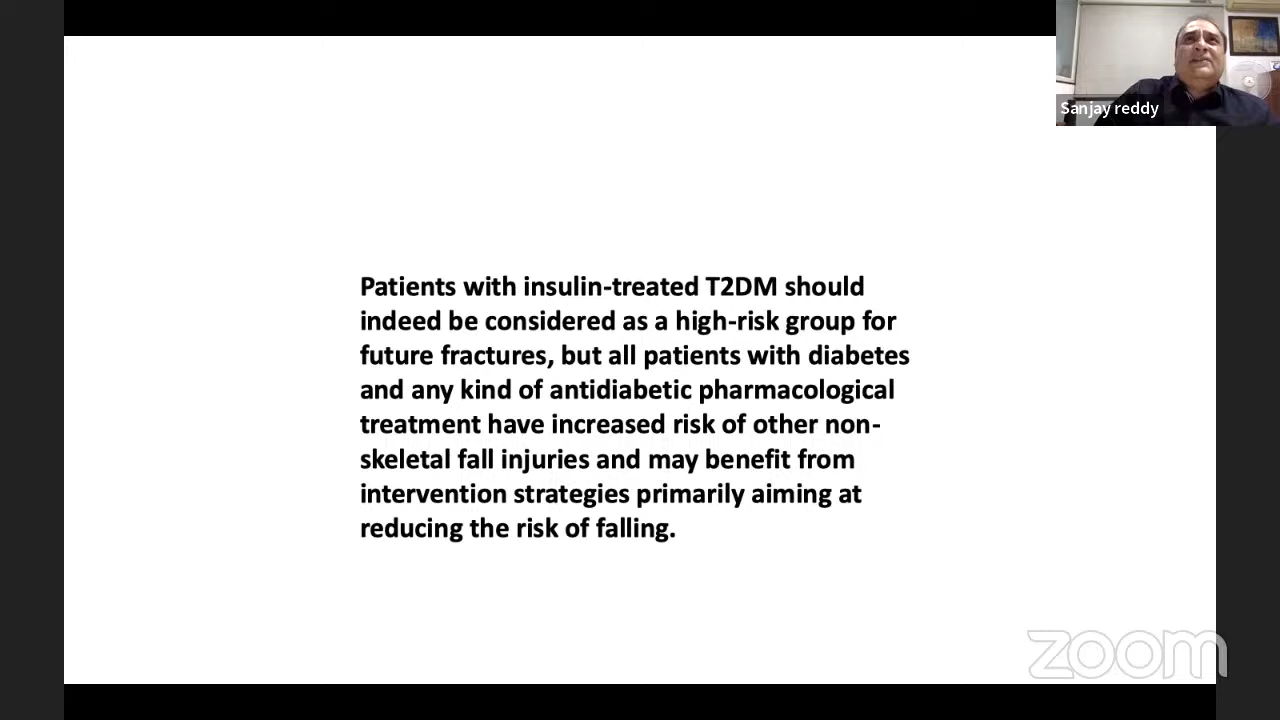 Sanjay reddy
Patients with insulin-treated T2DM should
indeed be considered as a high-risk group for
future fractures, but all patients with diabetes
and any kind of antidiabetic pharmacological
treatment have increased risk of other non-
skeletal fall injuries and may benefit from
intervention strategies primarily aiming at
reducing the risk of falling.
zoom